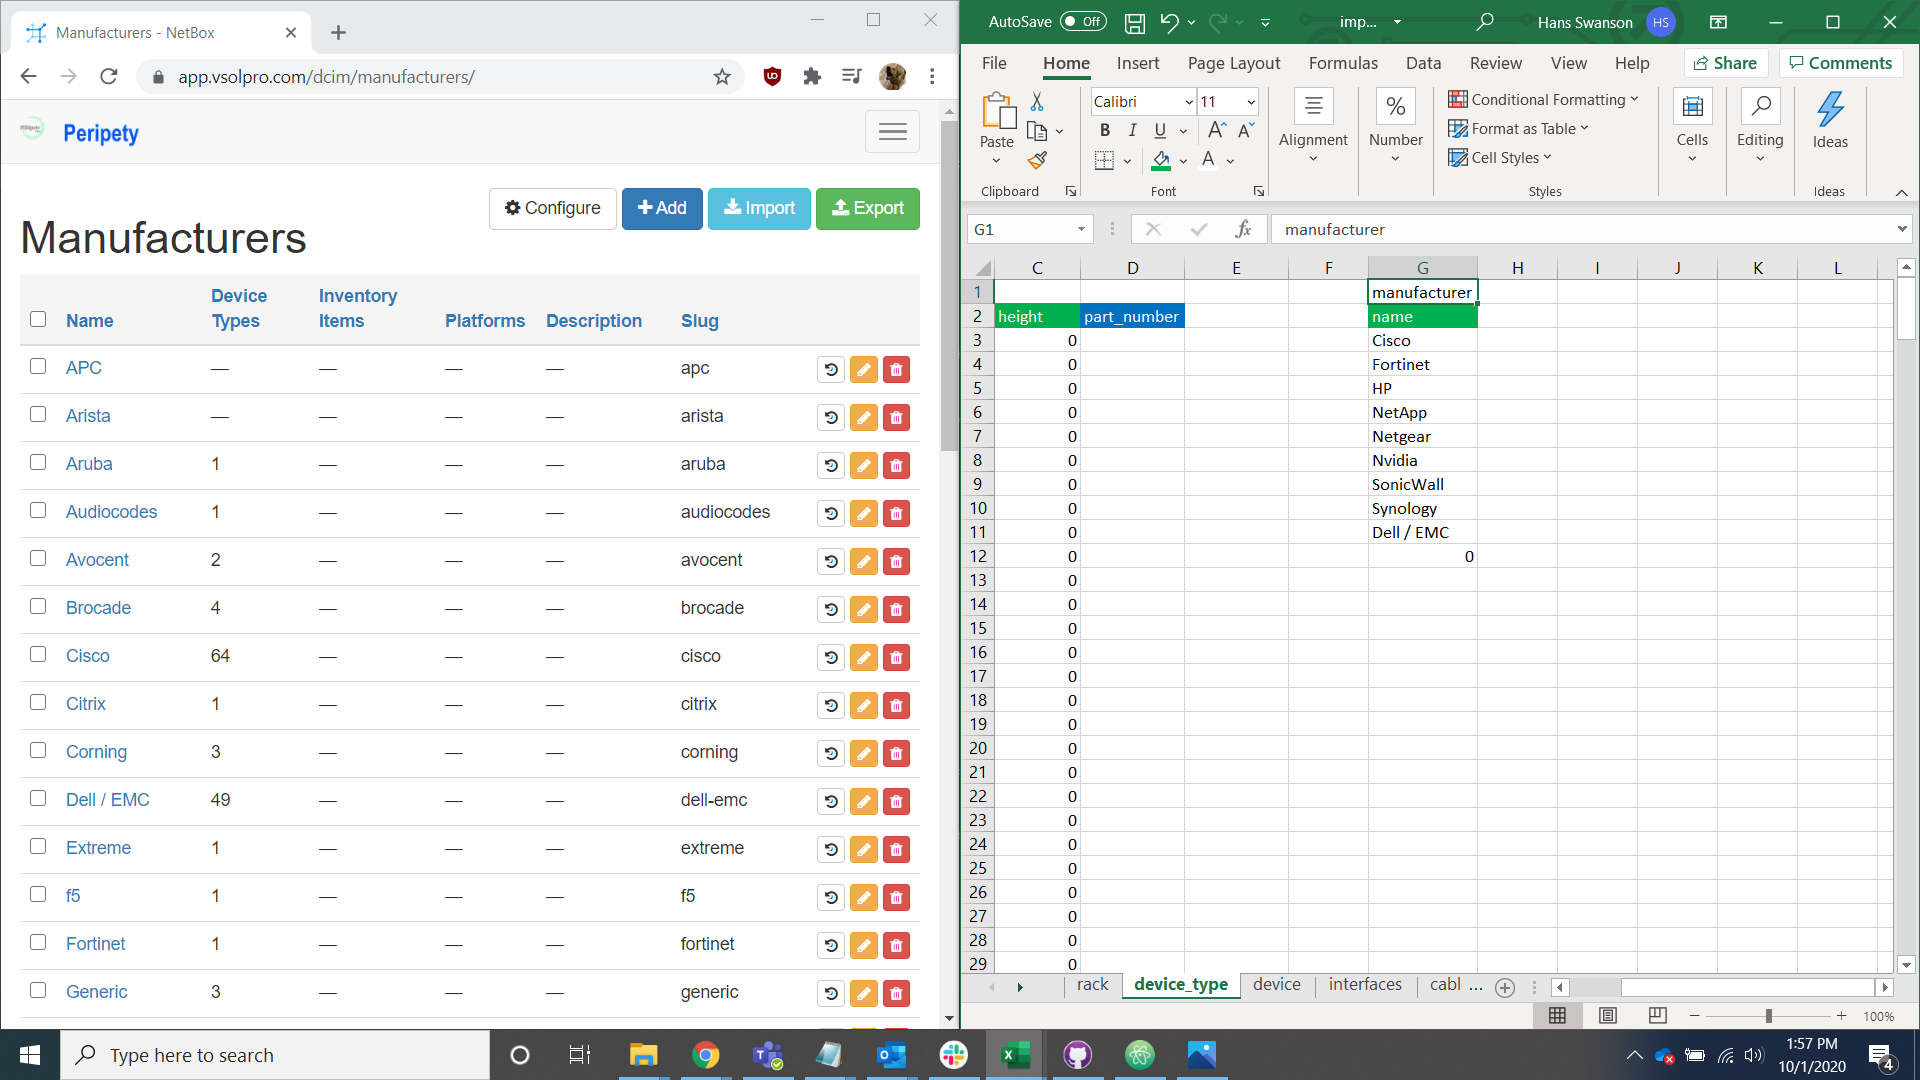 Manufacturers - NetBox
app.vsolpro.com/dcim/manufacturers/
Peripety
Configure Add Import Export
Manufacturers
Name Device Types Inventory Items Platforms Description Slug
APC — — — — apc
Arista — — — — arista
Aruba 1 — — — aruba
Audiocodes 1 — — — audiocodes
Avocent 2 — — — avocent
Brocade 4 — — — brocade
Cisco 64 — — — cisco
Citrix 1 — — — citrix
Corning 3 — — — corning
Dell / EMC 49 — — — dell-emc
Extreme 1 — — — extreme
f5 1 — — — f5
Fortinet 1 — — — fortinet
Generic 3 — — — generic
AutoSave Off imp... Hans Swanson HS
File Home Insert Page Layout Formulas Data Review View Help Share Comments
Paste
Clipboard
Calibri 11
B I U A A
A
Font
Alignment
% Number
Conditional Formatting
Format as Table
Cell Styles
Styles
Cells
Editing
Ideas
Ideas
G1 fx manufacturer
C D E F G H I J K L
1 manufacturer
2 height part_number name
3 0 Cisco
4 0 Fortinet
5 0 HP
6 0 NetApp
7 0 Netgear
8 0 Nvidia
9 0 SonicWall
10 0 Synology
11 0 Dell / EMC
12 0 0
13 0
14 0
15 0
16 0
17 0
18 0
19 0
20 0
21 0
22 0
23 0
24 0
25 0
26 0
27 0
28 0
29 0
rack device_type device interfaces cabl ...
100%
Type here to search
1:57 PM
10/1/2020
4